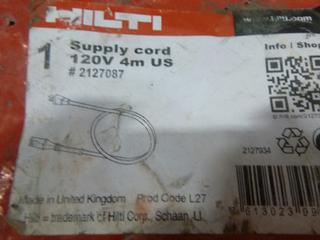 HILTI
1
Supply cord
120V 4m US
# 2127087
Info | Shop
2127934
Made in United Kingdom Prod Code L27
Hilti = trademark of Hilti Corp., Schaan, LI